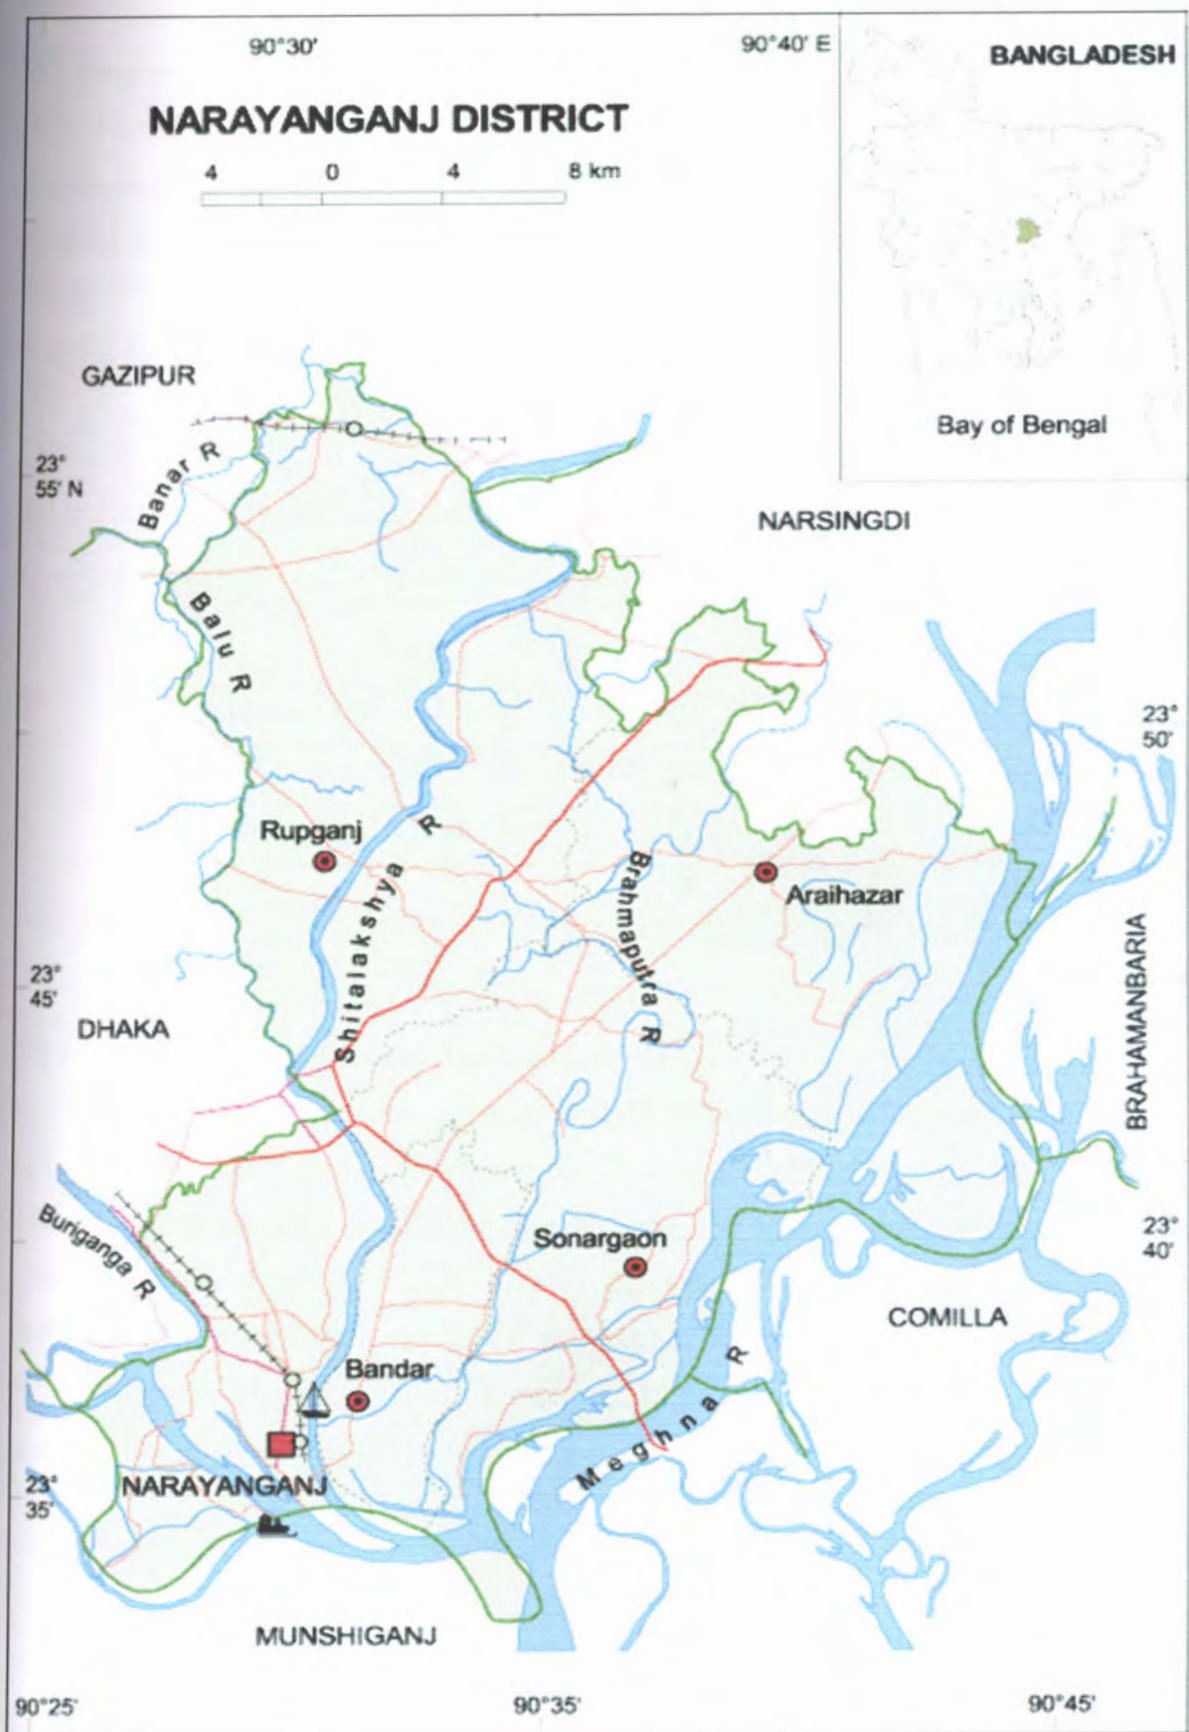 90°30'
90°40' E
BANGLADESH
NARAYANGANJ DISTRICT
4 0 4 8 km
Bay of Bengal
GAZIPUR
23°
55' N
Banar R
NARSINGDI
Balu R
23°
50'
Rupganj
Shitalakshya R
Brahmaputra R
Araihazar
23°
45'
DHAKA
BRAHAMANBARIA
Buriganga R
Sonargaon
23°
40'
COMILLA
Bandar
Meghna R
23°
35'
NARAYANGANJ
MUNSHIGANJ
90°25'
90°35'
90°45'